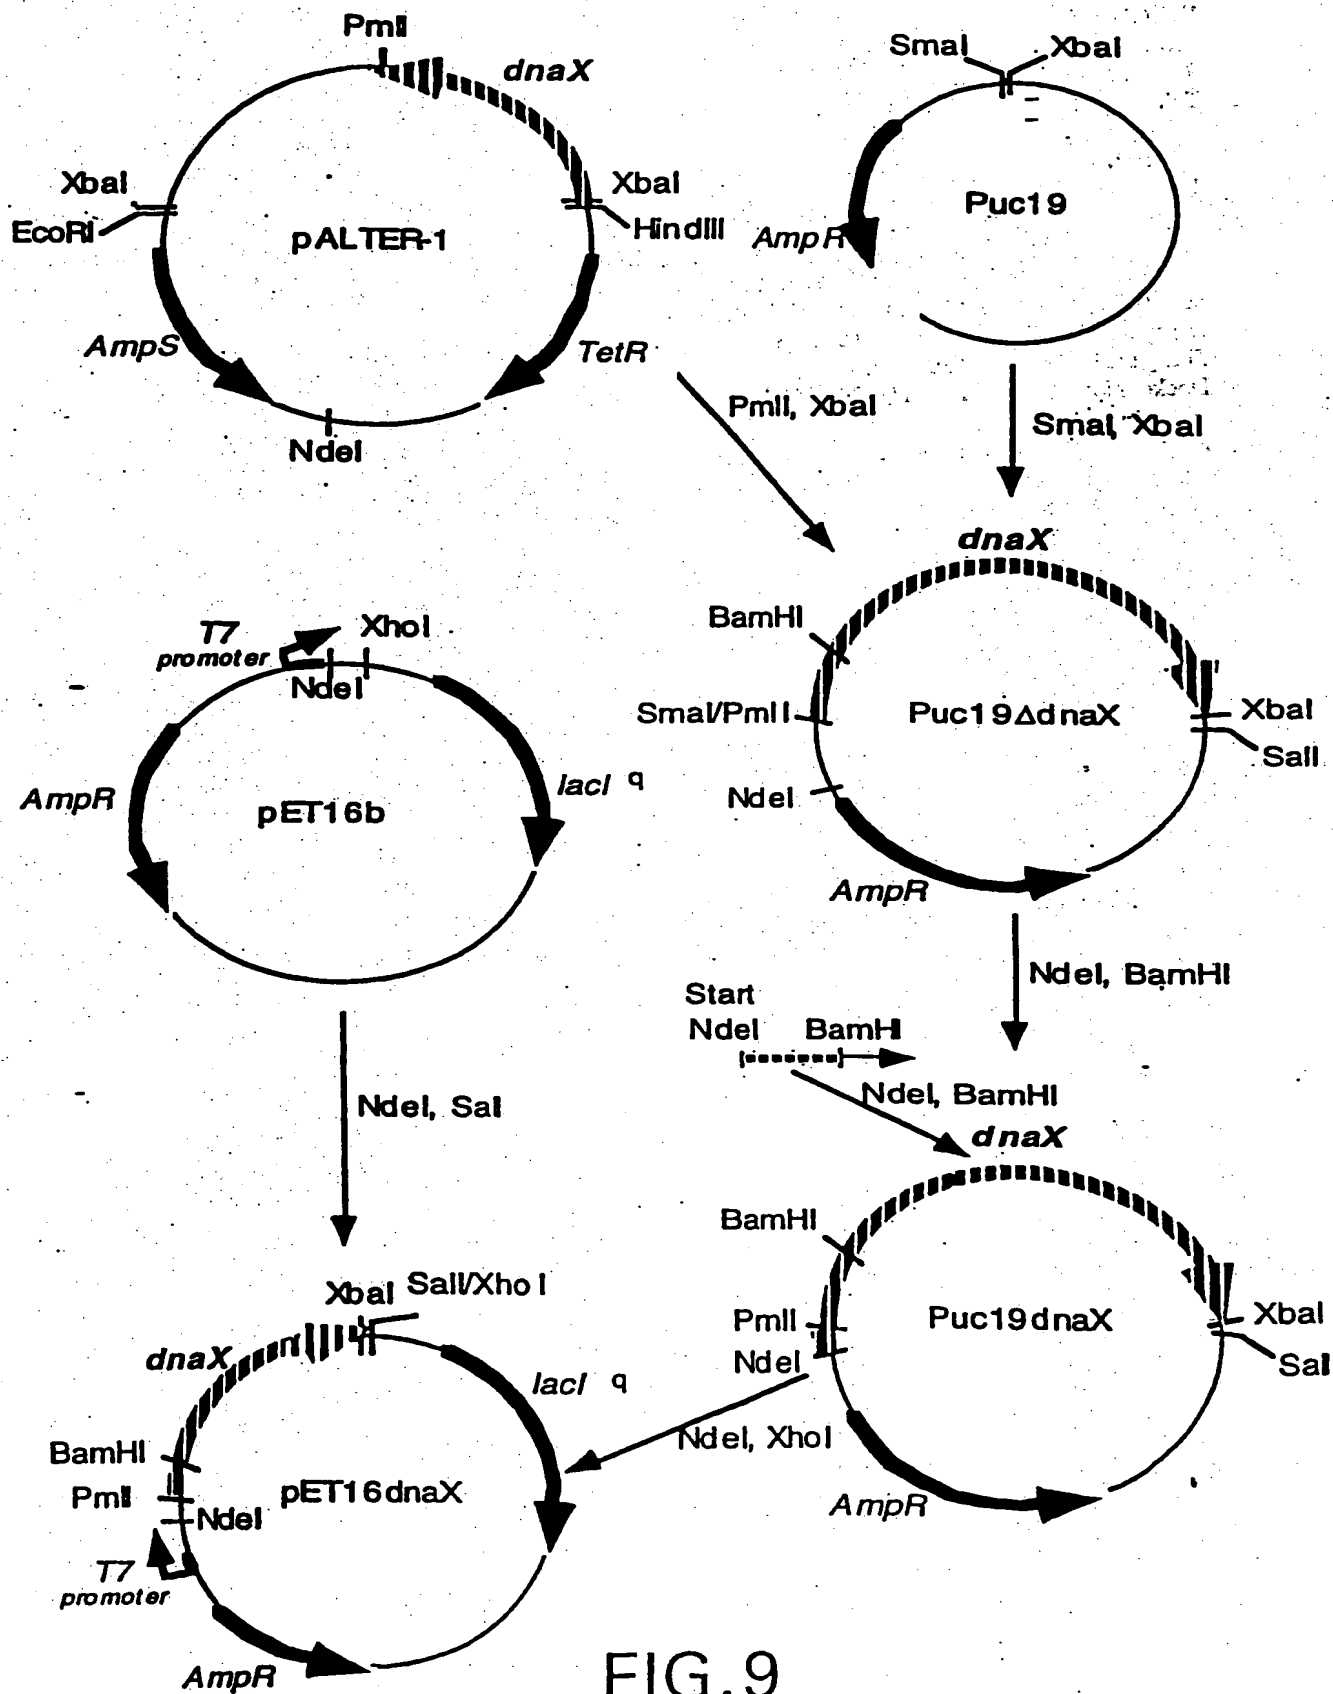 PmlI
dnaX
XbaI
EcoRI
XbaI
HindIII
pALTER-1
AmpS
TetR
NdeI
SmaI
XbaI
Puc19
AmpR
PmlI, XbaI
SmaI, XbaI
dnaX
BamHI
SmaI/PmlI
Puc19ΔdnaX
XbaI
SalI
NdeI
AmpR
T7
promoter
XhoI
NdeI
AmpR
pET16b
lacI q
NdeI, BamHI
Start
NdeI
BamHI
NdeI, BamHI
NdeI, SalI
dnaX
BamHI
PmlI
NdeI
Puc19dnaX
XbaI
SalI
AmpR
XbaI
SalI/XhoI
dnaX
lacI q
NdeI, XhoI
BamHI
PmlI
NdeI
pET16dnaX
T7
promoter
AmpR
FIG.9